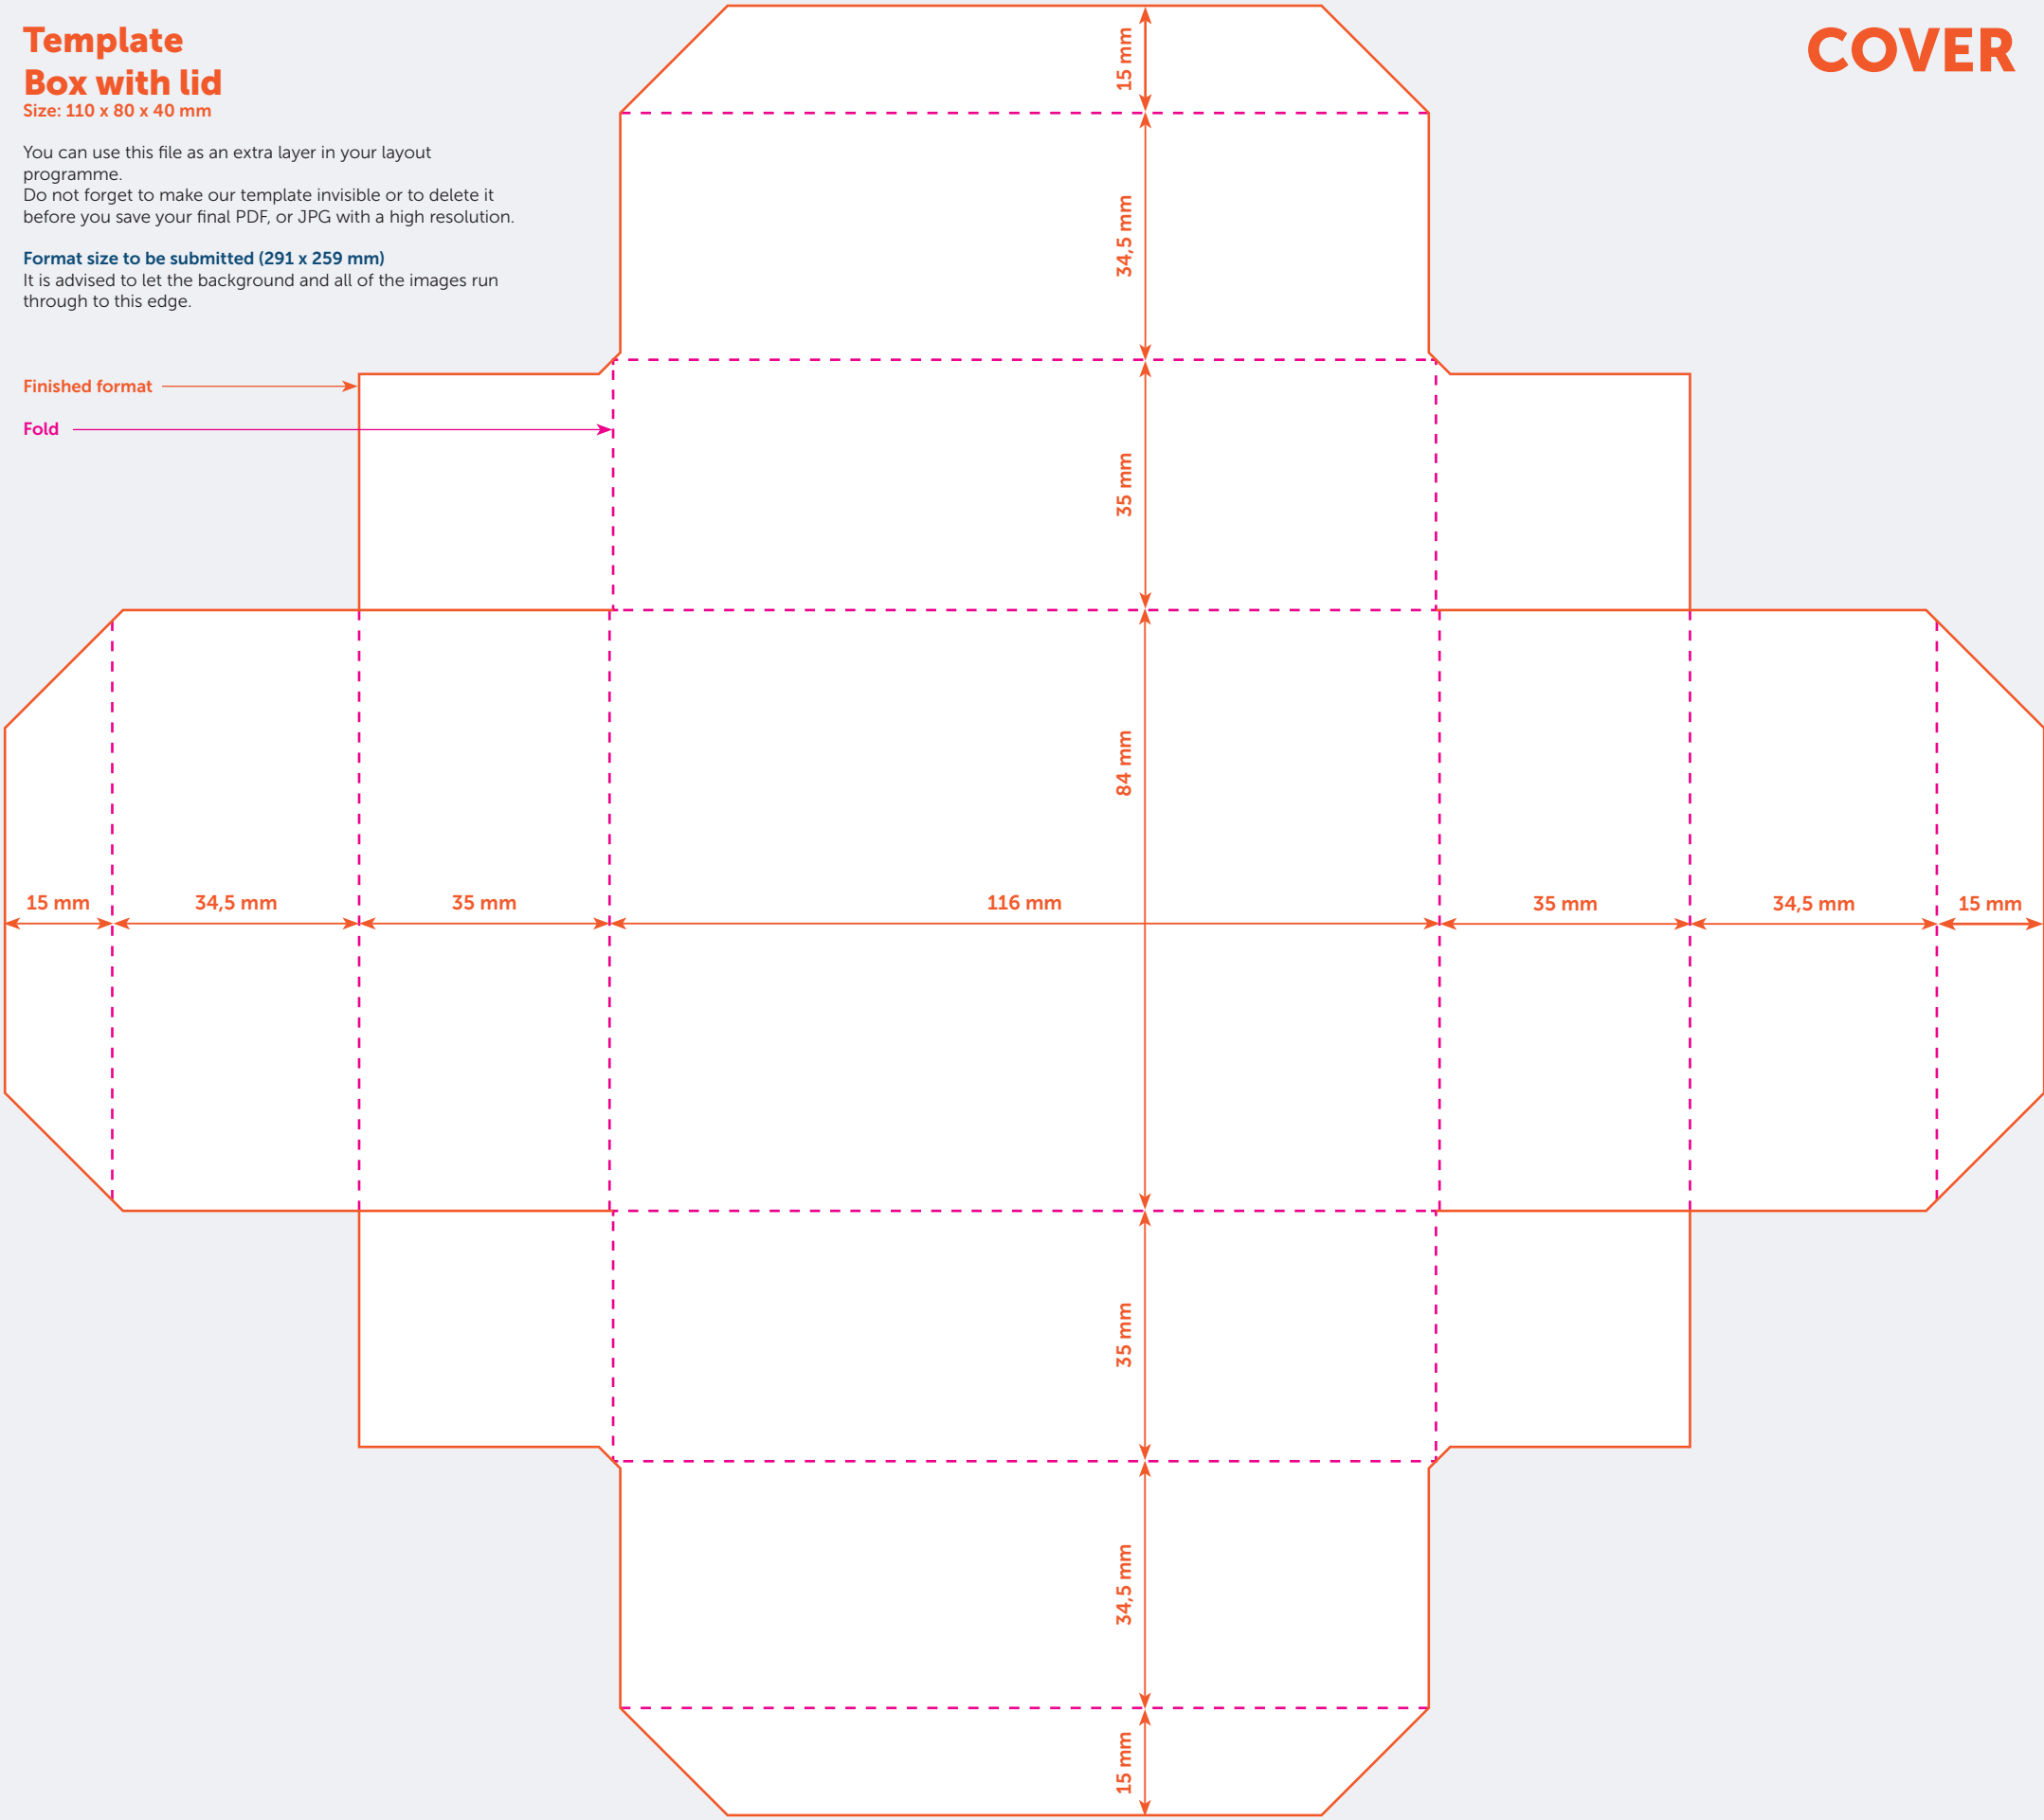 Template
Box with lid
Size: 110 x 80 x 40 mm
COVER
You can use this file as an extra layer in your layout
programme.
Do not forget to make our template invisible or to delete it
before you save your final PDF, or JPG with a high resolution.
Format size to be submitted (291 x 259 mm)
It is advised to let the background and all of the images run
through to this edge.
Finished format
Fold
15 mm
34,5 mm
35 mm
84 mm
15 mm
34,5 mm
35 mm
116 mm
35 mm
34,5 mm
15 mm
35 mm
34,5 mm
15 mm